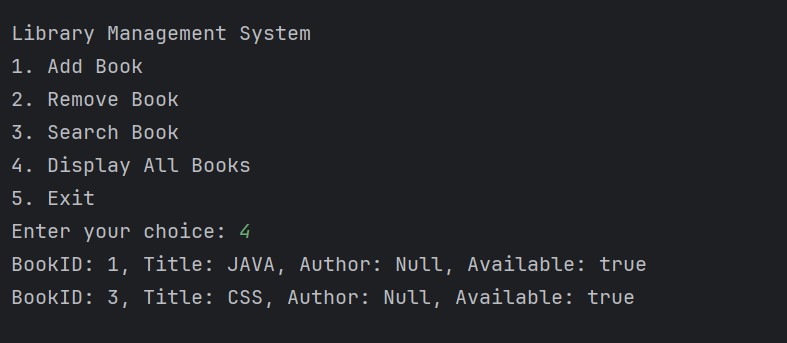 Library Management System
1. Add Book
2. Remove Book
3. Search Book
4. Display All Books
5. Exit
Enter your choice: 4
BookID: 1, Title: JAVA, Author: Null, Available: true
BookID: 3, Title: CSS, Author: Null, Available: true